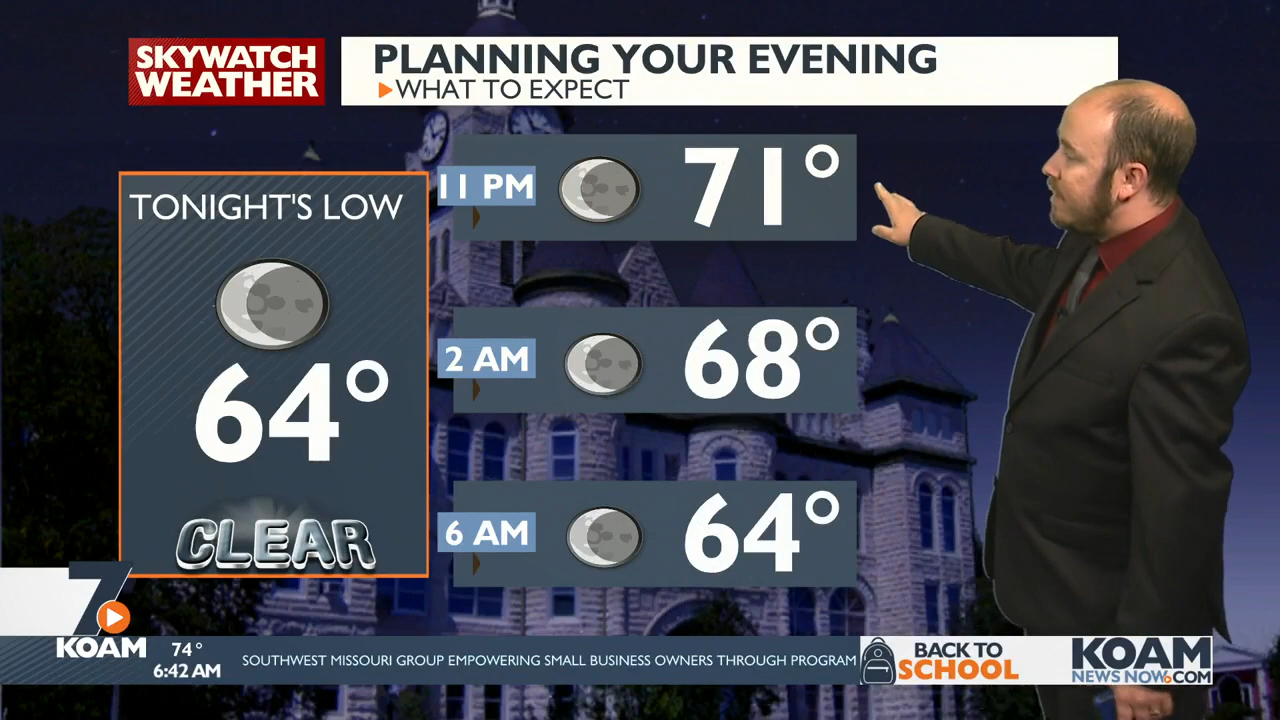 SKYWATCH
WEATHER
PLANNING YOUR EVENING
WHAT TO EXPECT
TONIGHT'S LOW
64°
CLEAR
11 PM
71°
2 AM
68°
6 AM
64°
7
KOAM
74°
6:42 AM
SOUTHWEST MISSOURI GROUP EMPOWERING SMALL BUSINESS OWNERS THROUGH PROGRAM
BACK TO
SCHOOL
KOAM
NEWS NOW.COM